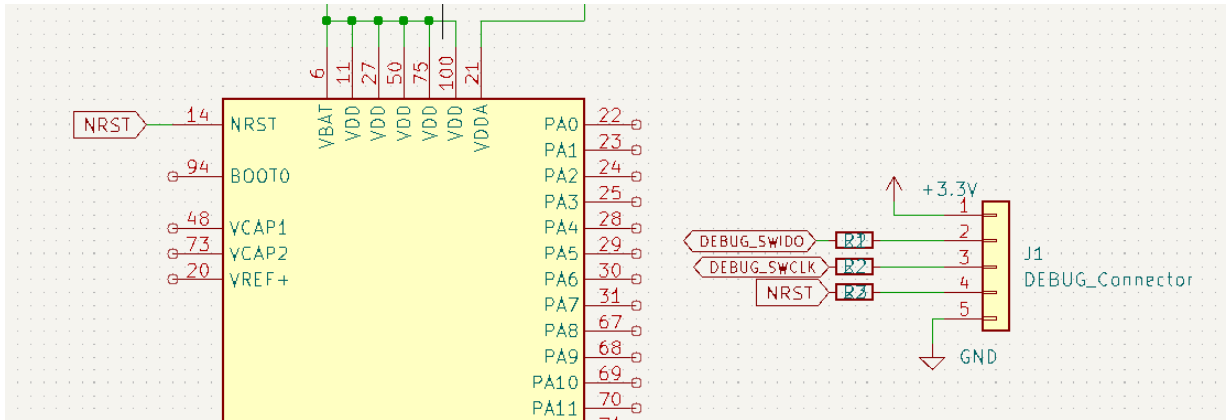 6
11
27
50
75
100
21
VBAT
VDD
VDD
VDD
VDD
VDD
VDDA
NRST
14
NRST
94
BOOT0
48
VCAP1
73
VCAP2
20
VREF+
PA0
22
PA1
23
PA2
24
PA3
25
PA4
28
PA5
29
PA6
30
PA7
31
PA8
67
PA9
68
PA10
69
PA11
70
+3.3V
1
DEBUG_SWIDO
R1
2
DEBUG_SWCLK
R2
3
NRST
R3
4
5
J1
DEBUG_Connector
GND